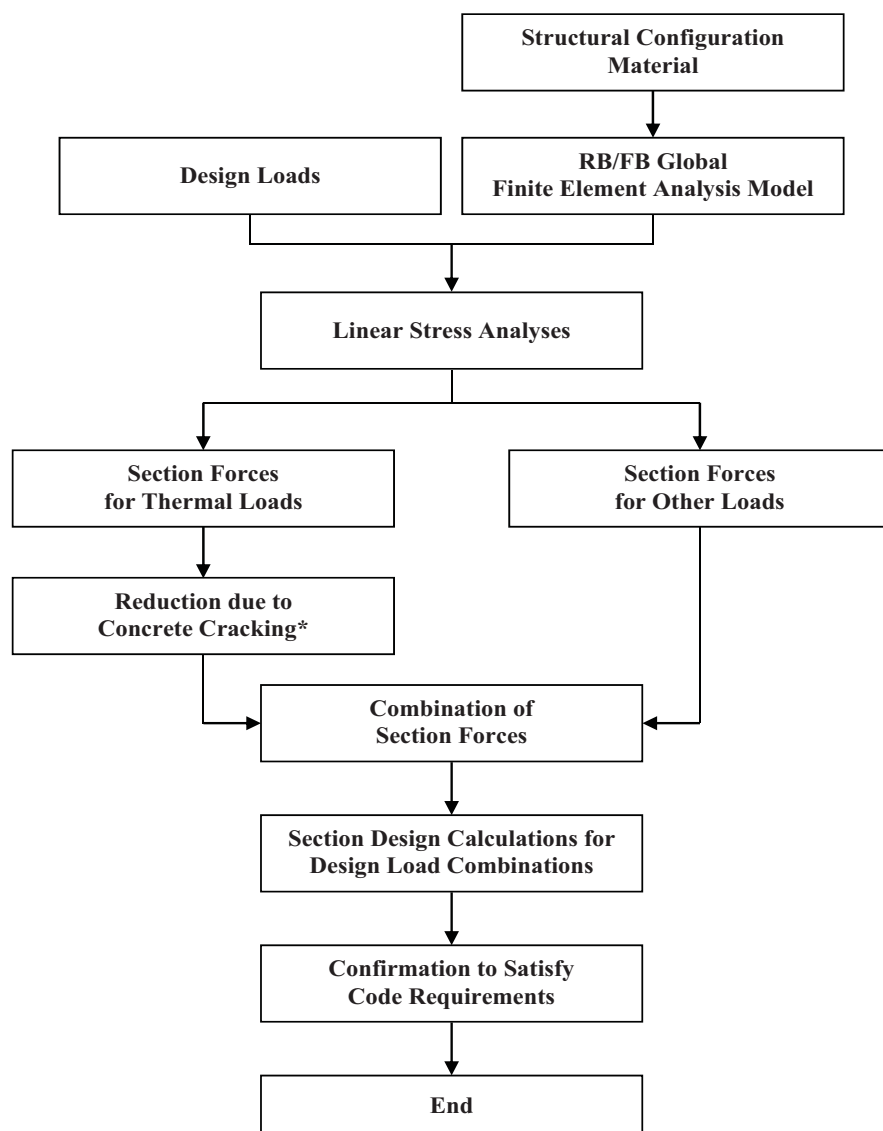 Structural Configuration
Material
Design Loads
RB/FB Global
Finite Element Analysis Model
Linear Stress Analyses
Section Forces
for Thermal Loads
Section Forces
for Other Loads
Reduction due to
Concrete Cracking*
Combination of
Section Forces
Section Design Calculations for
Design Load Combinations
Confirmation to Satisfy
Code Requirements
End